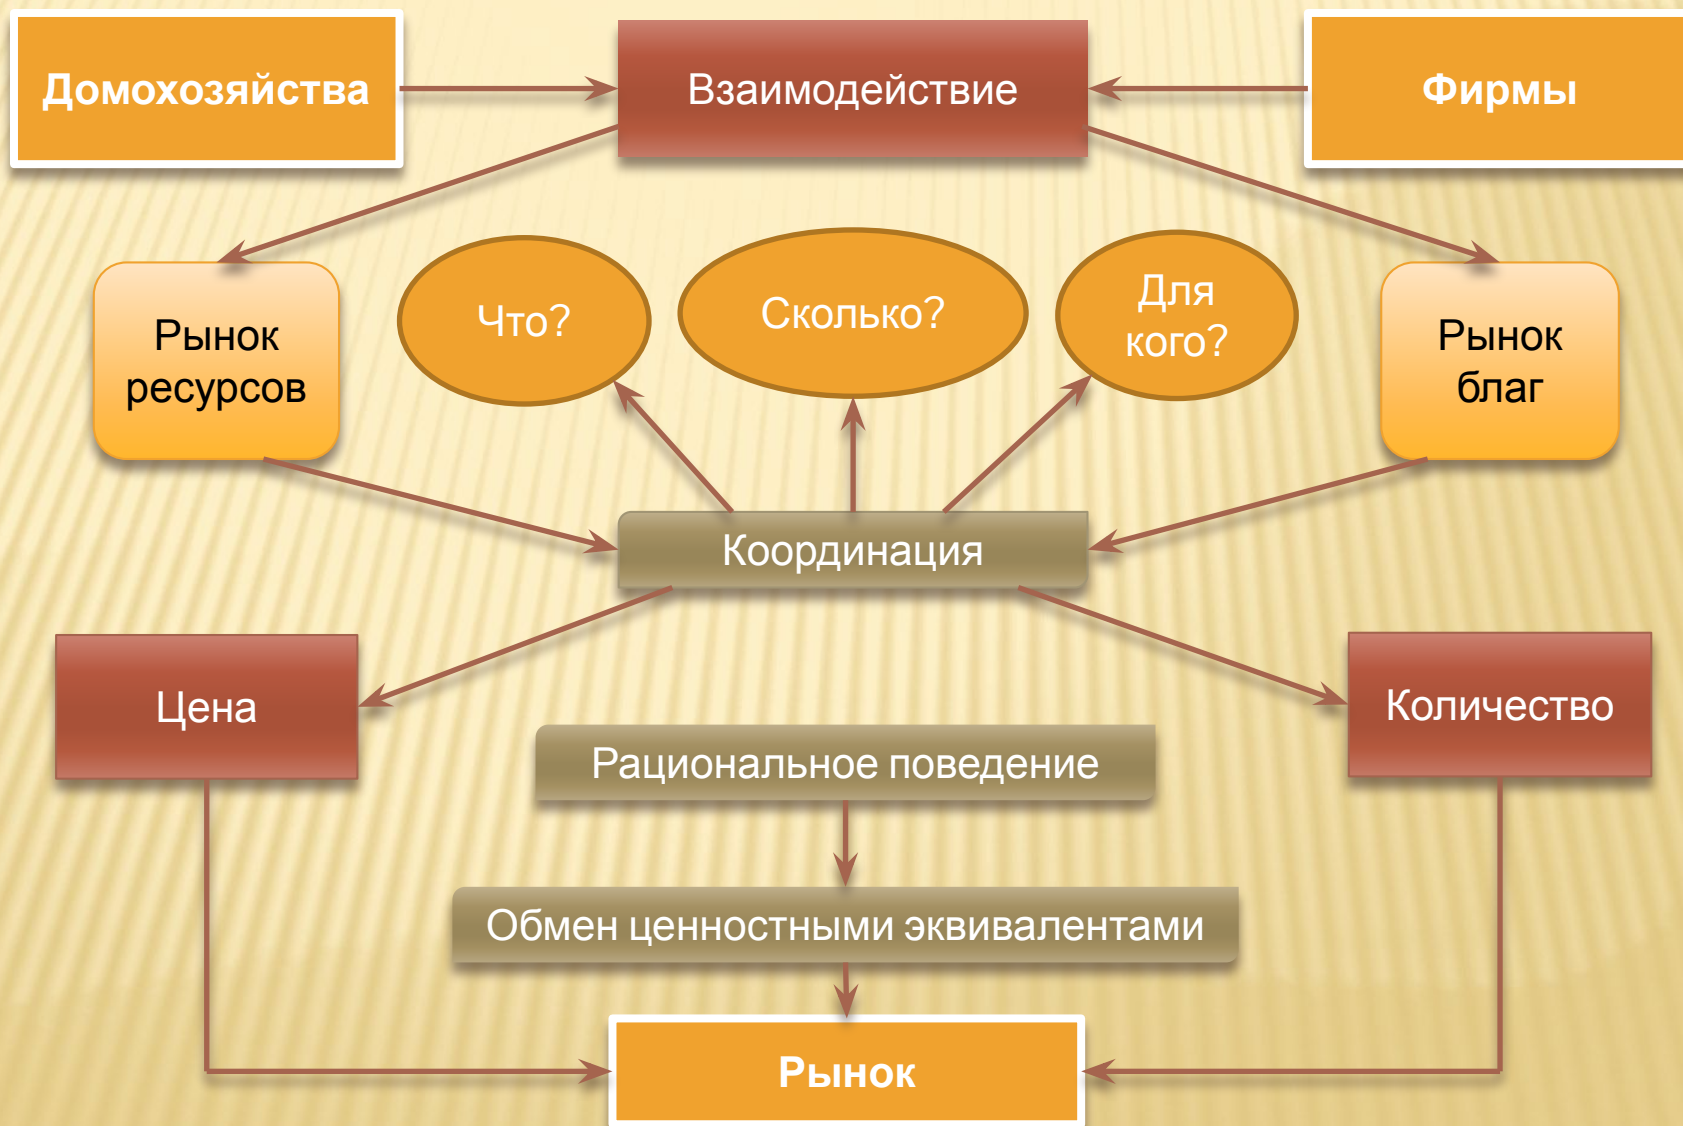 Домохозяйства
Взаимодействие
Фирмы
Рынок
ресурсов
Что?
Сколько?
Для
кого?
Рынок
благ
Координация
Цена
Количество
Рациональное поведение
Обмен ценностными эквивалентами
Рынок